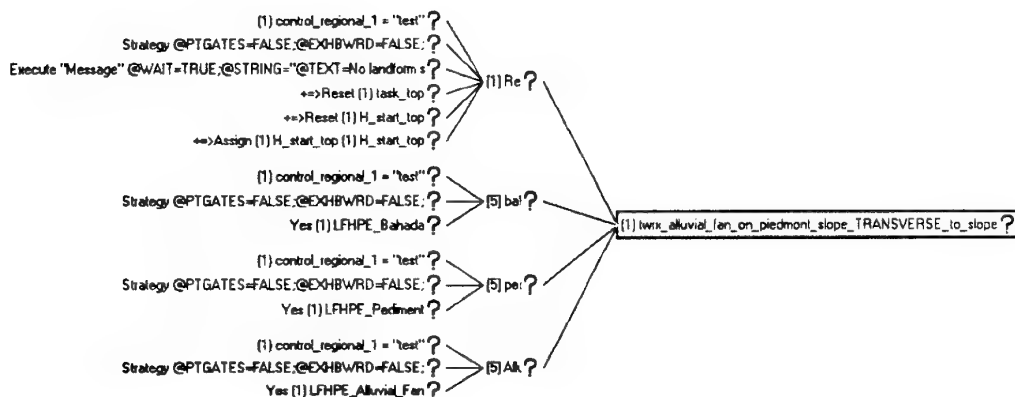 (1) control_regional_1 = "test" ?
Strategy @PTGATES=FALSE;@EXHBWRD=FALSE; ?
Execute "Message" @WAIT=TRUE;@STRING="@TEXT=No landform s ?
+=>Reset (1) task_top ?
+=>Reset (1) H_start_top ?
+=>Assign (1) H_start_top (1) H_start_top ?
(1) Re ?
(1) control_regional_1 = "test" ?
Strategy @PTGATES=FALSE;@EXHBWRD=FALSE; ?
Yes (1) LFHPE_Bahada ?
[5] bal ?
(1) twrx_alluvial_fan_on_piedmont_slope_TRANSVERSE_to_slope ?
(1) control_regional_1 = "test" ?
Strategy @PTGATES=FALSE;@EXHBWRD=FALSE; ?
Yes (1) LFHPE_Pediment ?
[5] per ?
(1) control_regional_1 = "test" ?
Strategy @PTGATES=FALSE;@EXHBWRD=FALSE; ?
Yes (1) LFHPE_Alluvial_Fan ?
[5] Allu ?